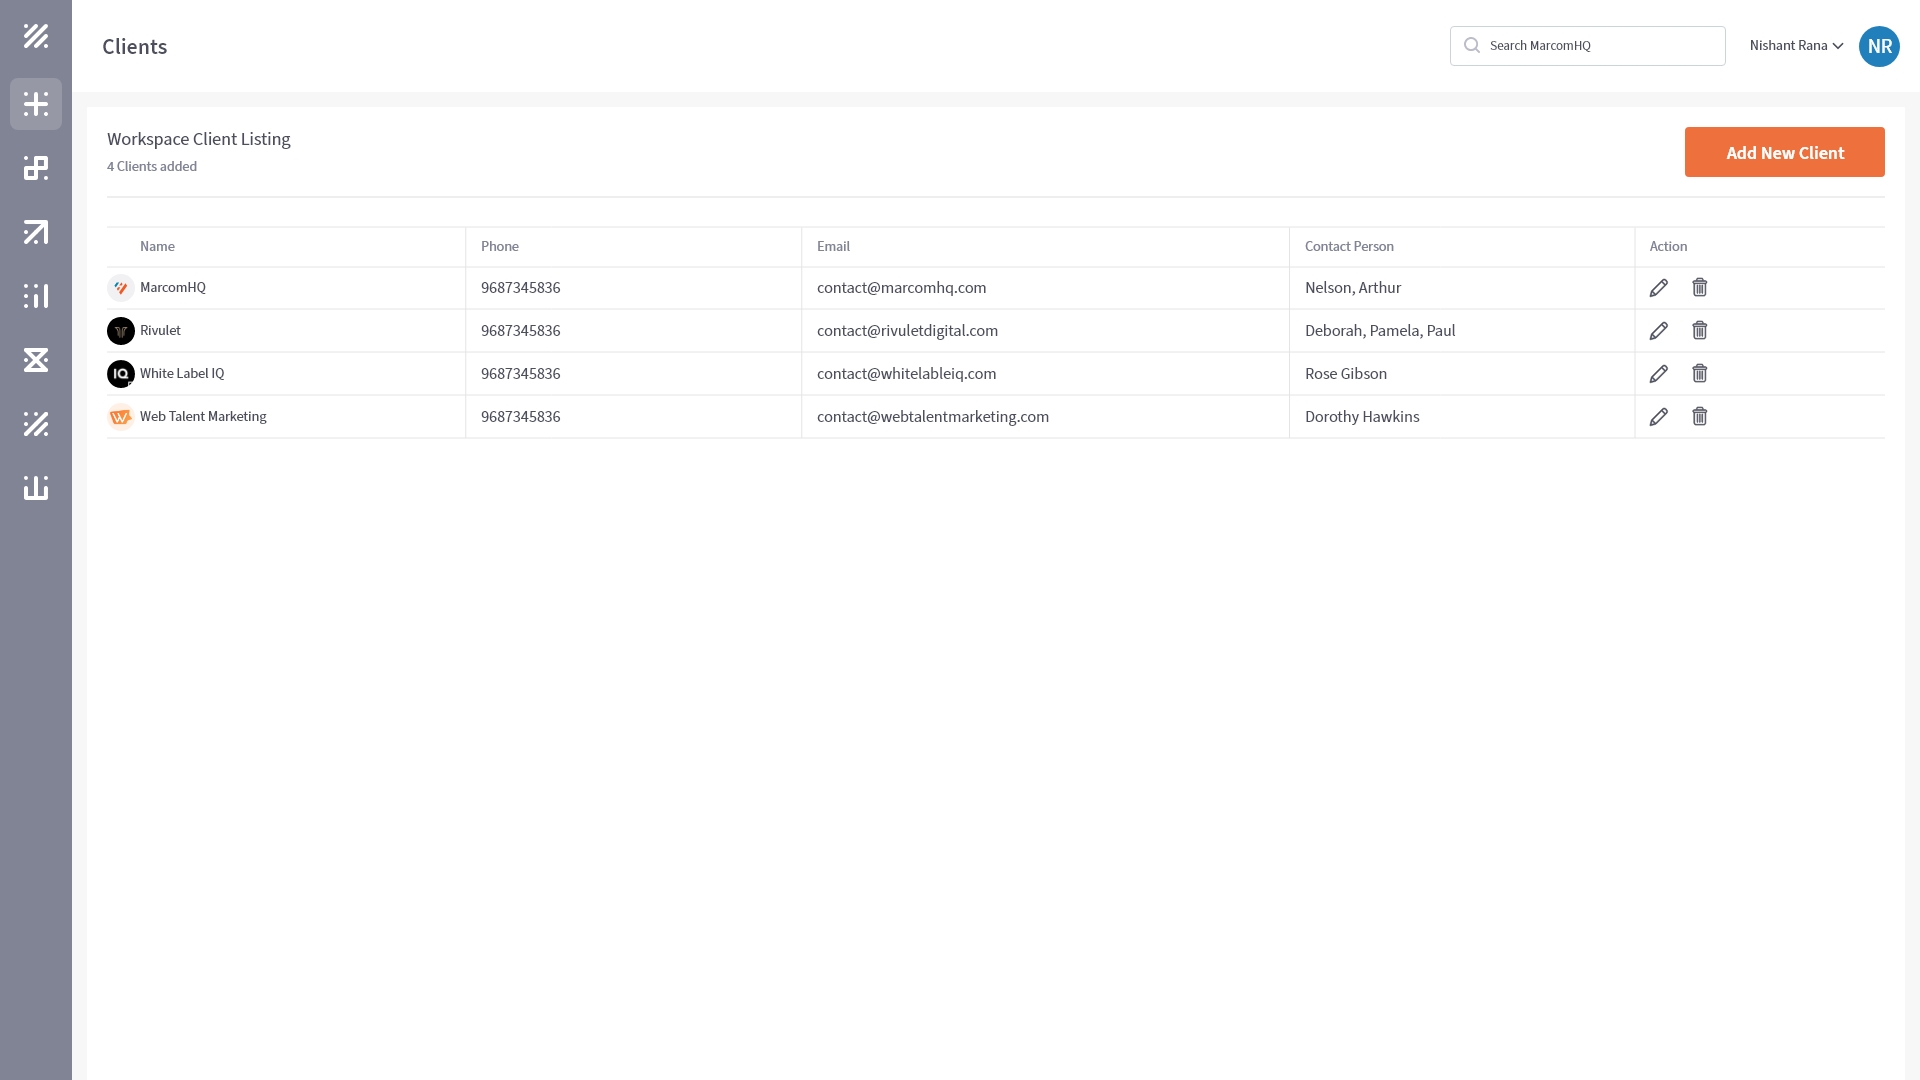 Clients
Search MarcomHQ
Nishant Rana
NR
Workspace Client Listing
4 Clients added
Add New Client
Name Phone Email Contact Person Action
MarcomHQ 9687345836 contact@marcomhq.com Nelson, Arthur
Rivulet 9687345836 contact@rivuletdigital.com Deborah, Pamela, Paul
IQ White Label IQ 9687345836 contact@whitelableiq.com Rose Gibson
W Web Talent Marketing 9687345836 contact@webtalentmarketing.com Dorothy Hawkins